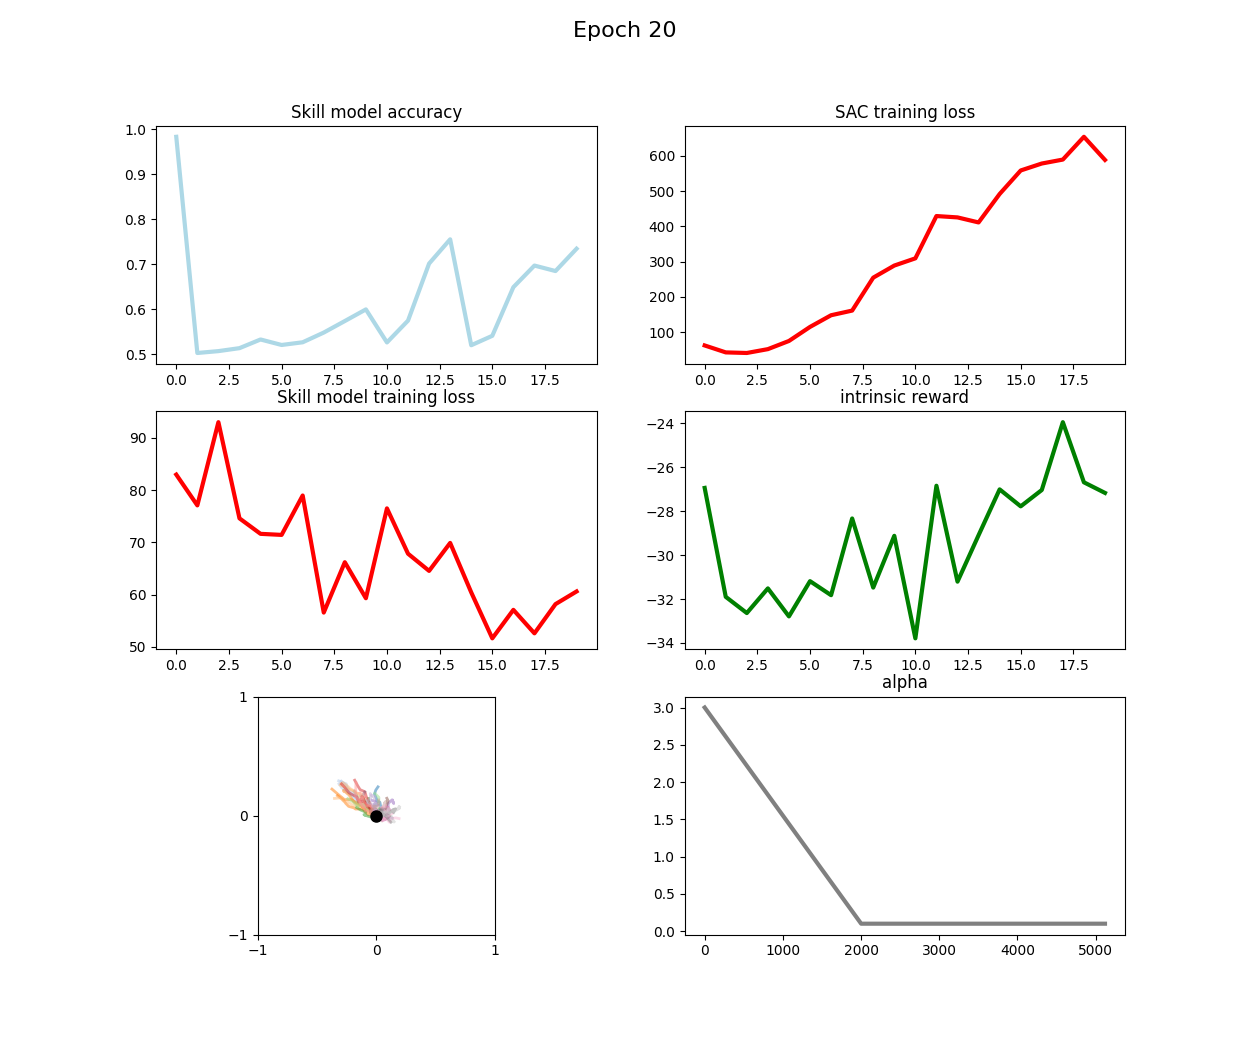 Epoch 20
Skill model accuracy
1.0
0.9
0.8
0.7
0.6
0.5
0.0 2.5 5.0 7.5 10.0 12.5 15.0 17.5
SAC training loss
600
500
400
300
200
100
0.0 2.5 5.0 7.5 10.0 12.5 15.0 17.5
Skill model training loss
90
80
70
60
50
0.0 2.5 5.0 7.5 10.0 12.5 15.0 17.5
intrinsic reward
−24
−26
−28
−30
−32
−34
0.0 2.5 5.0 7.5 10.0 12.5 15.0 17.5
1
0
−1
−1 0 1
alpha
3.0
2.5
2.0
1.5
1.0
0.5
0.0
0 1000 2000 3000 4000 5000